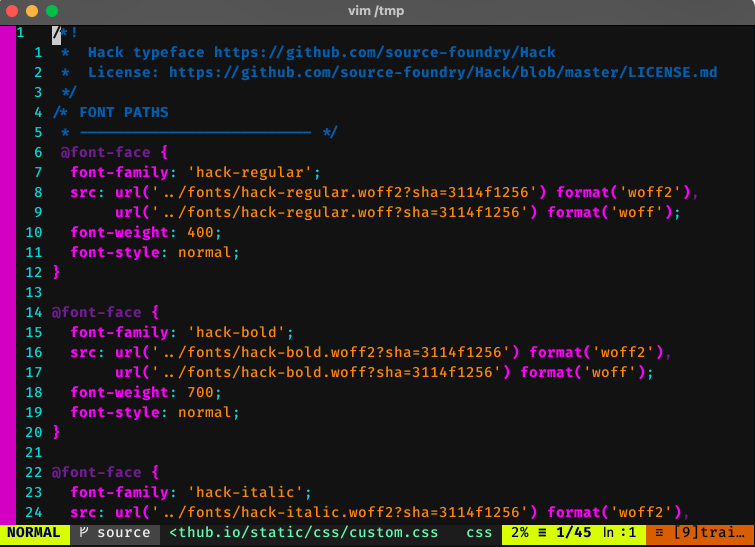 vim /tmp
1 /*!
1 *  Hack typeface https://github.com/source-foundry/Hack
2 *  License: https://github.com/source-foundry/Hack/blob/master/LICENSE.md
3 */
4 /* FONT PATHS
5 * -------------------------- */
6 @font-face {
7 font-family: 'hack-regular';
8 src: url('../fonts/hack-regular.woff2?sha=3114f1256') format('woff2'),
9 url('../fonts/hack-regular.woff?sha=3114f1256') format('woff');
10 font-weight: 400;
11 font-style: normal;
12 }
13
14 @font-face {
15 font-family: 'hack-bold';
16 src: url('../fonts/hack-bold.woff2?sha=3114f1256') format('woff2'),
17 url('../fonts/hack-bold.woff?sha=3114f1256') format('woff');
18 font-weight: 700;
19 font-style: normal;
20 }
21
22 @font-face {
23 font-family: 'hack-italic';
24 src: url('../fonts/hack-italic.woff2?sha=3114f1256') format('woff2'),
NORMAL source <thub.io/static/css/custom.css css 2% ≡ 1/45 ln :1 [9]trai…